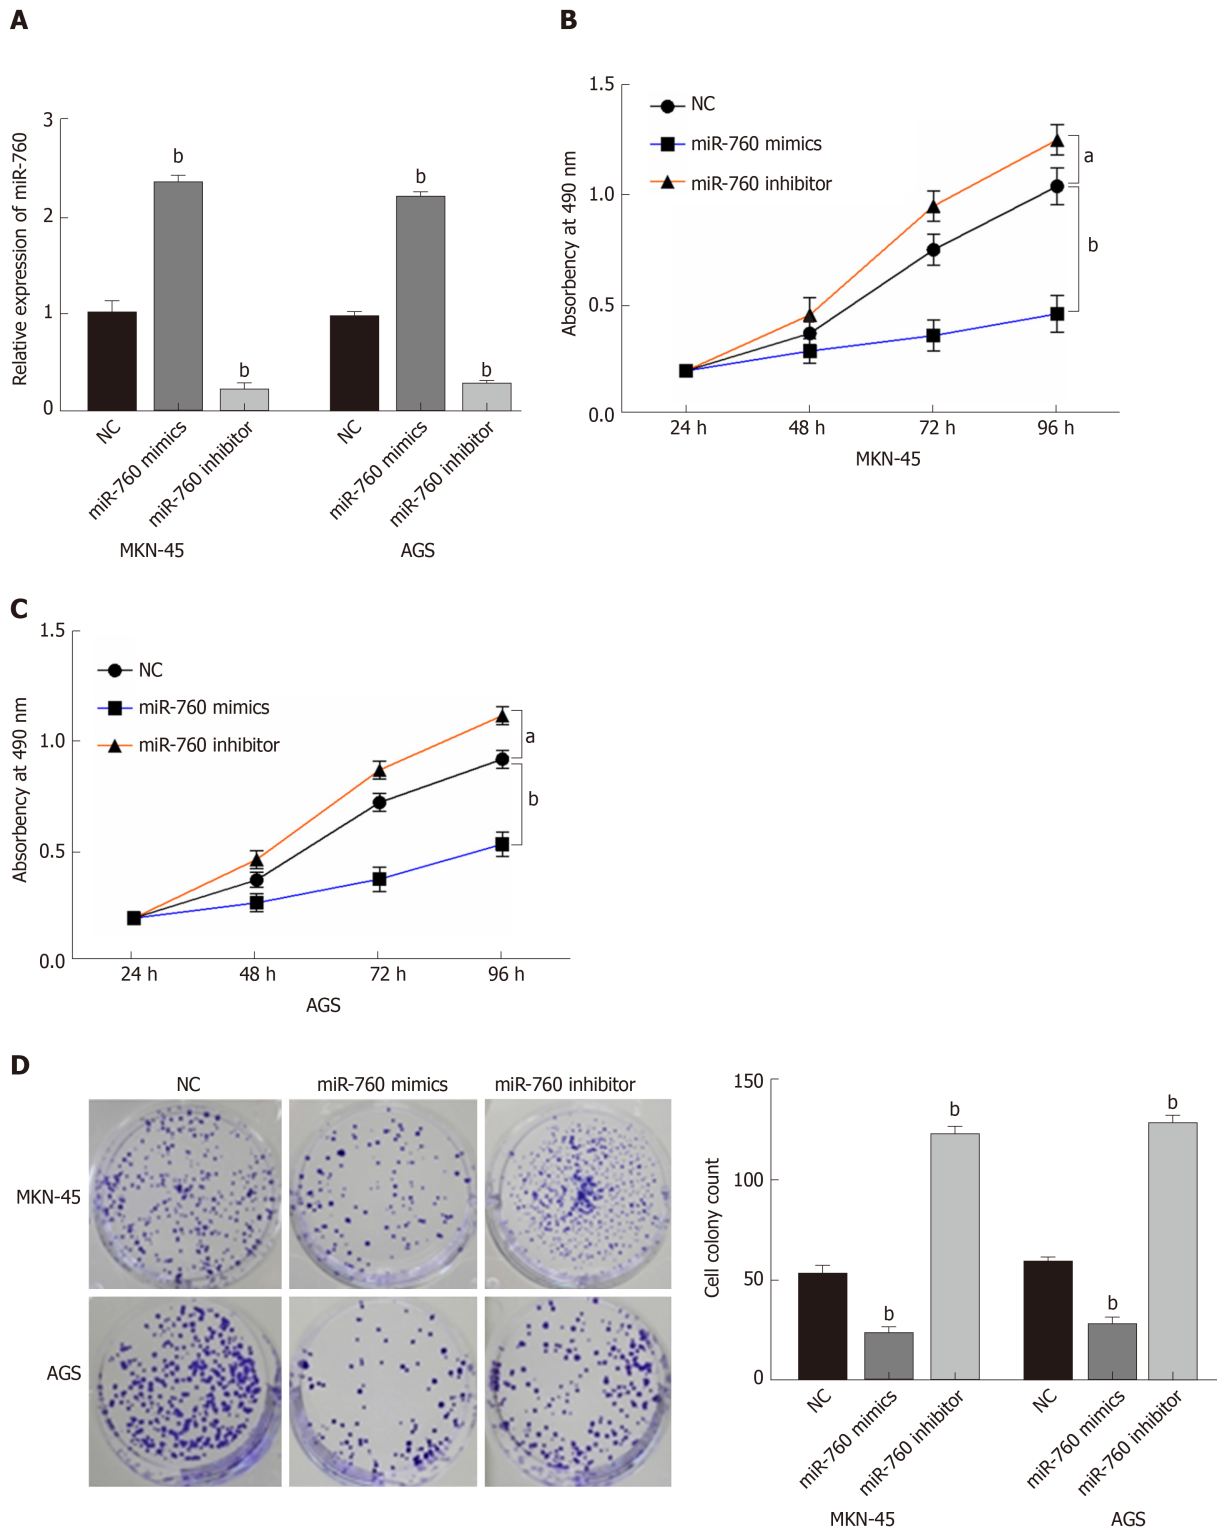 A
3
2
1
0
Relative expression of miR-760
b
b
b
b
NC
miR-760 mimics
miR-760 inhibitor
NC
miR-760 mimics
miR-760 inhibitor
MKN-45
AGS
B
1.5
1.0
0.5
0.0
Absorbency at 490 nm
NC
miR-760 mimics
miR-760 inhibitor
a
b
24 h
48 h
72 h
96 h
MKN-45
C
1.5
1.0
0.5
0.0
Absorbency at 490 nm
NC
miR-760 mimics
miR-760 inhibitor
a
b
24 h
48 h
72 h
96 h
AGS
D
NC
miR-760 mimics
miR-760 inhibitor
MKN-45
AGS
150
100
50
0
Cell colony count
b
b
b
b
NC
miR-760 mimics
miR-760 inhibitor
NC
miR-760 mimics
miR-760 inhibitor
MKN-45
AGS